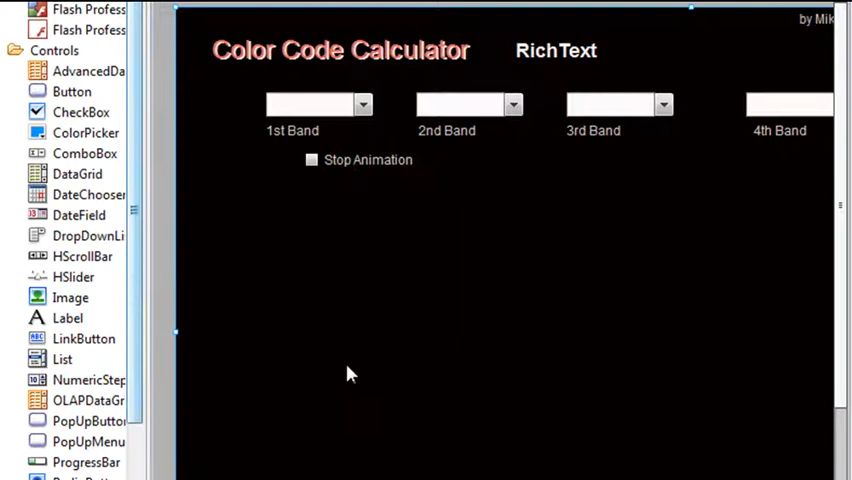 Flash Profess
by Mik
Flash Profess
Color Code Calculator RichText
Controls
AdvancedDa
Button
CheckBox
1st Band 2nd Band 3rd Band 4th Band
ColorPicker
ComboBox
Stop Animation
DataGrid
DateChooser
DateField
DropDownLi
HScrollBar
HSlider
Image
Label
LinkButton
List
NumericStep
OLAPDataGr
PopUpButton
PopUpMenu
ProgressBar